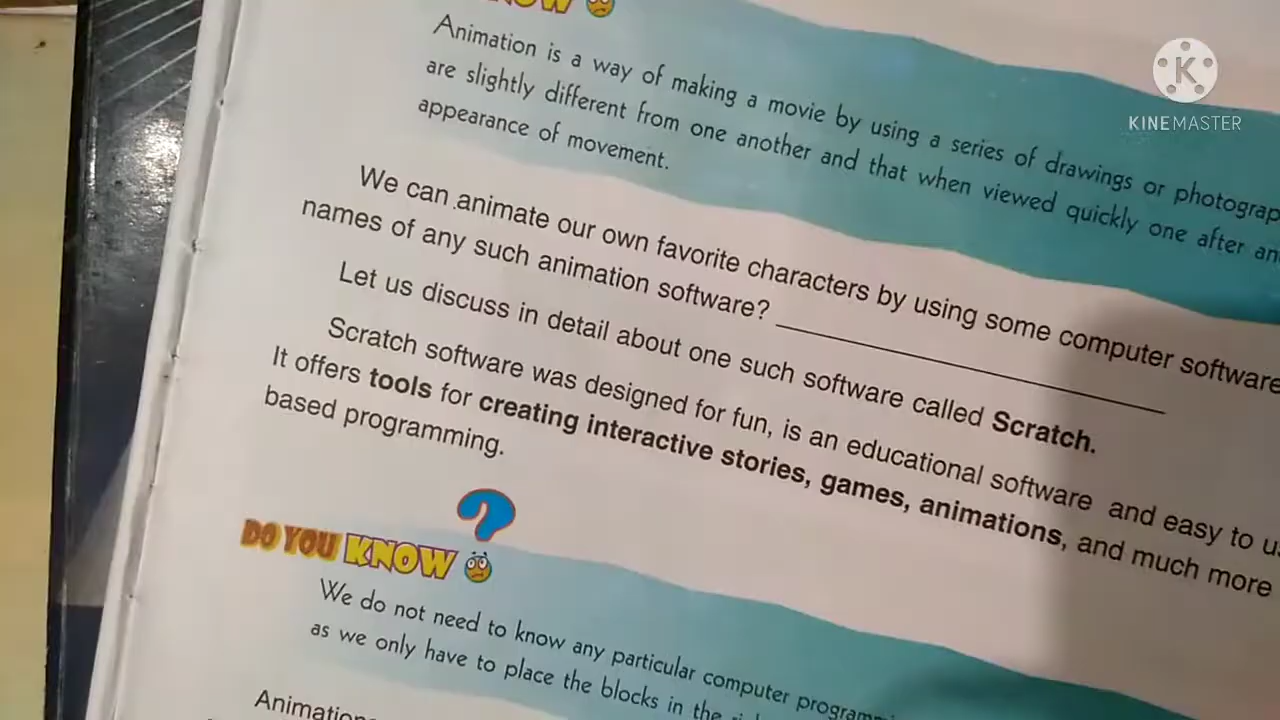 KNOW
Animation is a way of making a movie by using a series of drawings or
are slightly different from one another and that when viewed quickly one after
appearance of movement.
We can animate our own favorite characters by using some computer software
names of any such animation software? ____________________
Let us discuss in detail about one such software called Scratch.
Scratch software was designed for fun, is an educational software and easy to
It offers tools for creating interactive stories, games, animations, and much more
based programming.
?
DO YOU KNOW
We do not need to know any particular computer
as we only have to place the blocks in the
KINEMASTER